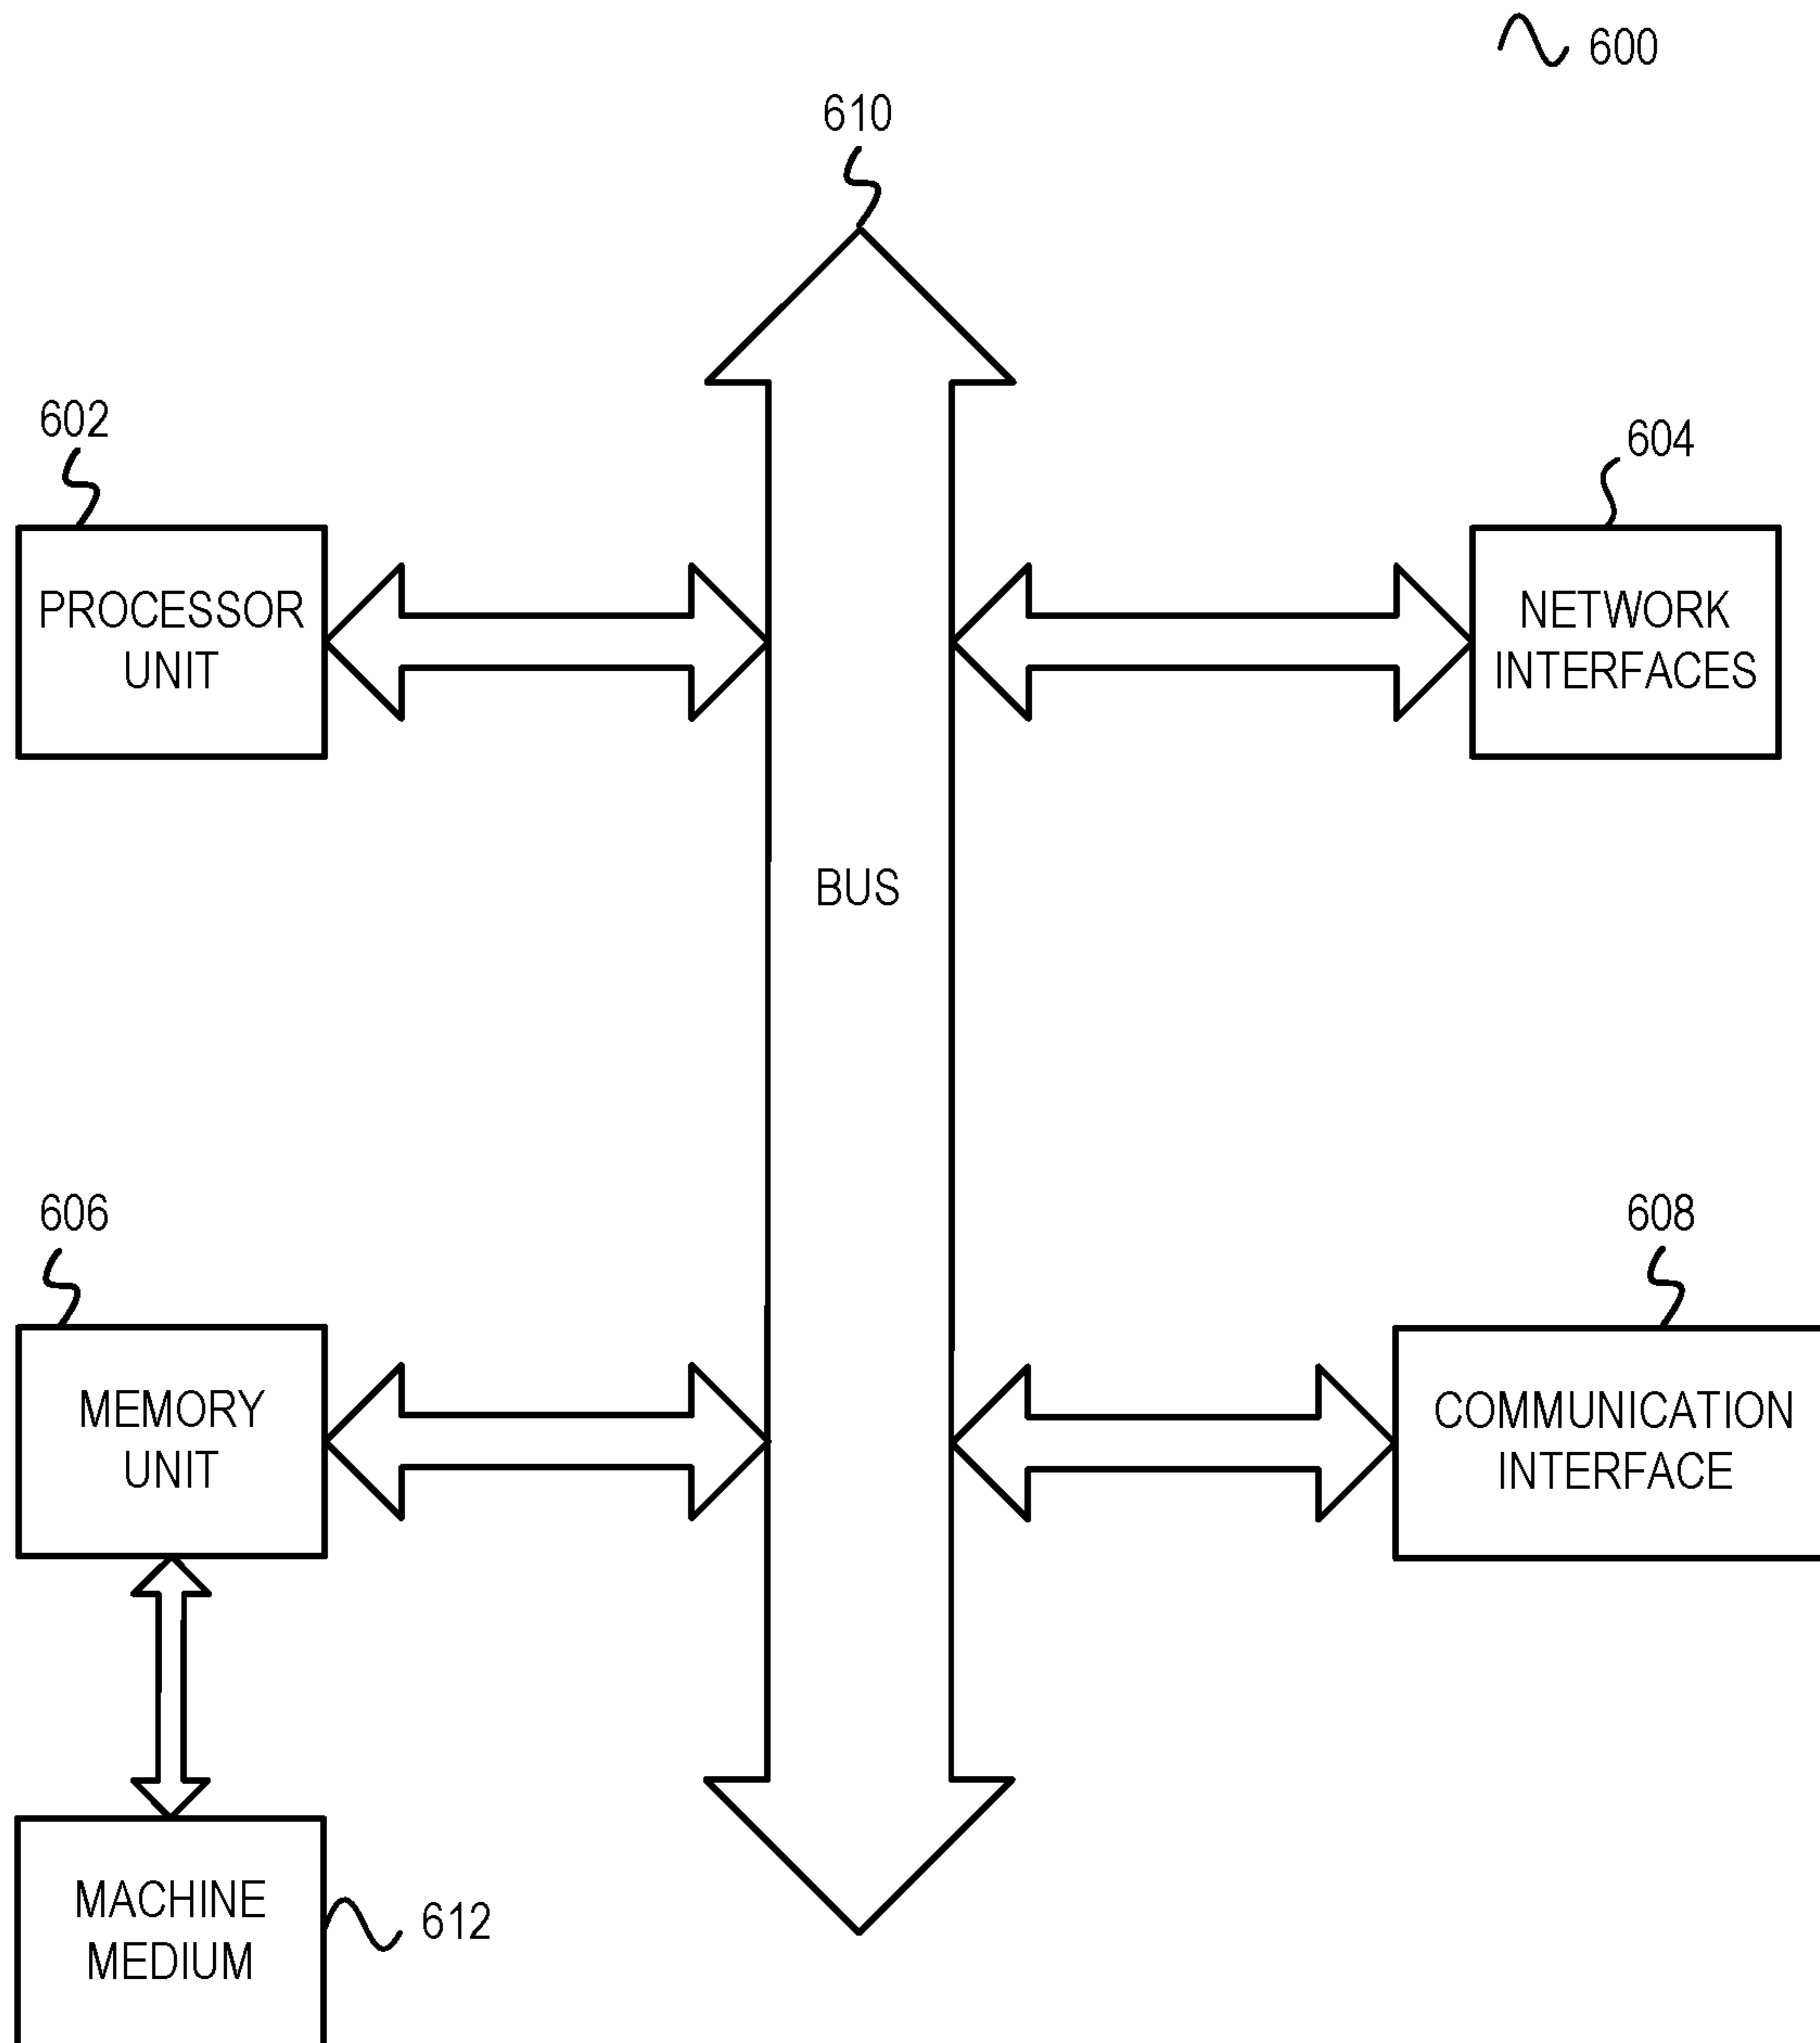 600
610
602
PROCESSOR
UNIT
604
NETWORK
INTERFACES
BUS
606
MEMORY
UNIT
608
COMMUNICATION
INTERFACE
MACHINE
MEDIUM
612